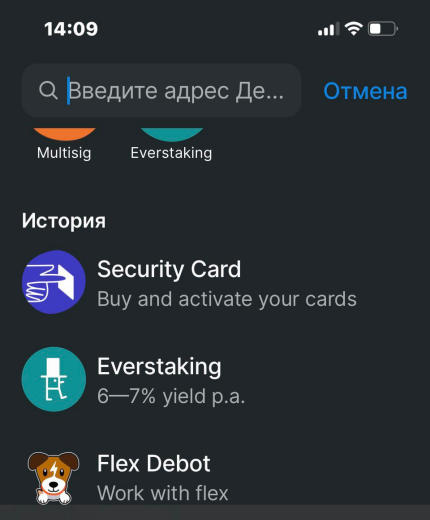 14:09
Введите адрес Де...
Отмена
Multisig
Everstaking
История
Security Card
Buy and activate your cards
Everstaking
6—7% yield p.a.
Flex Debot
Work with flex